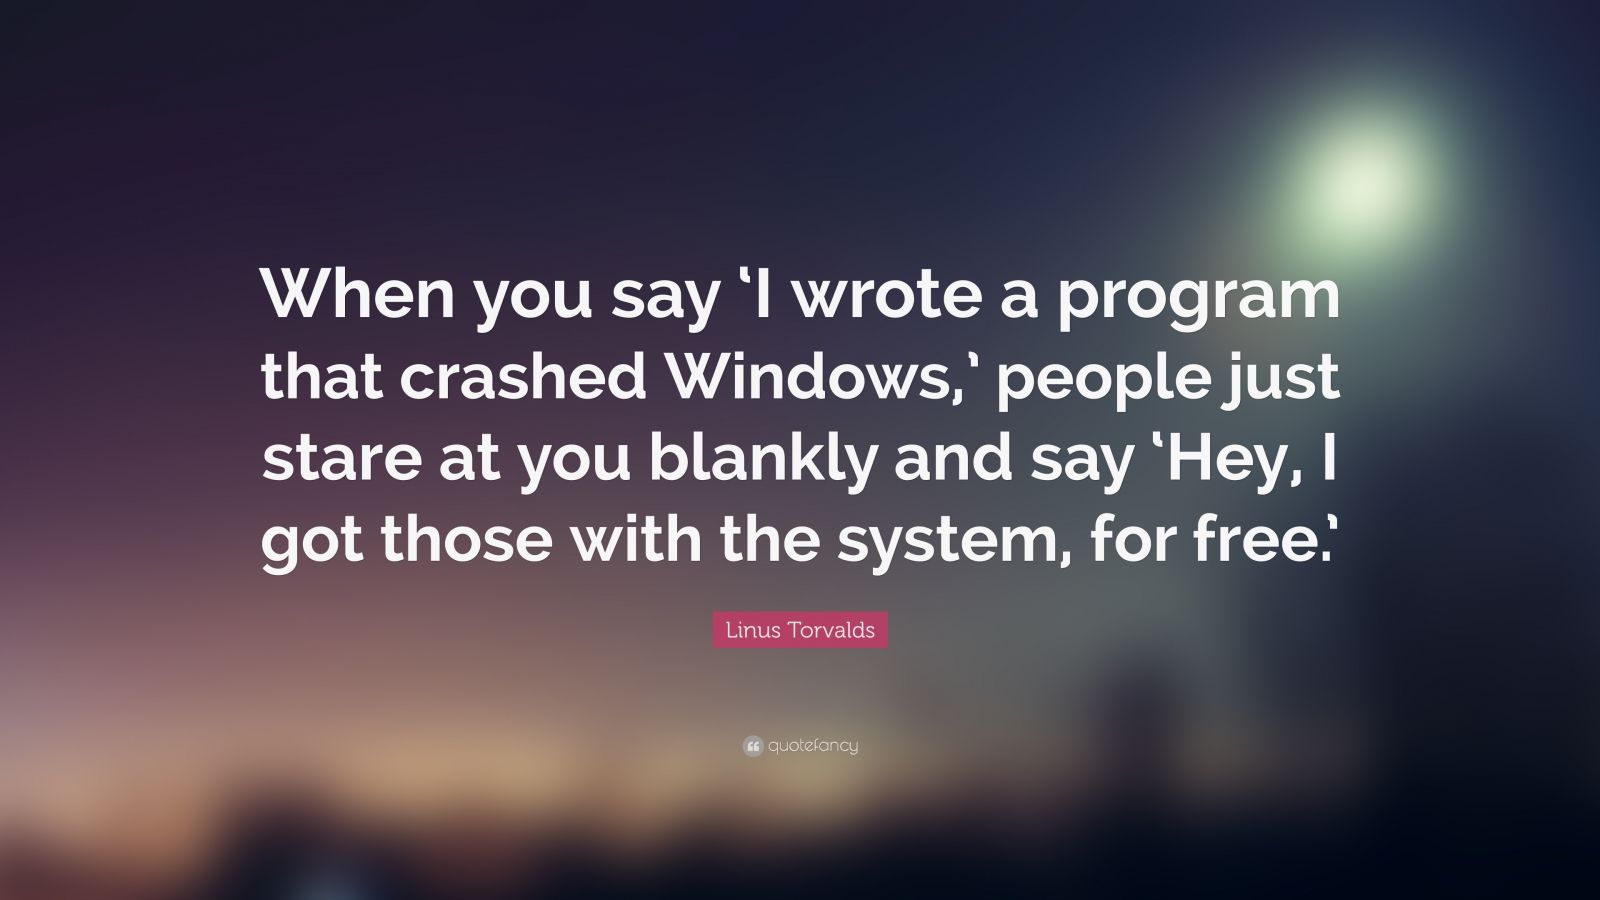 When you say ‘I wrote a program
that crashed Windows,’ people just
stare at you blankly and say ‘Hey, I
got those with the system, for free.’
Linus Torvalds
quotefancy